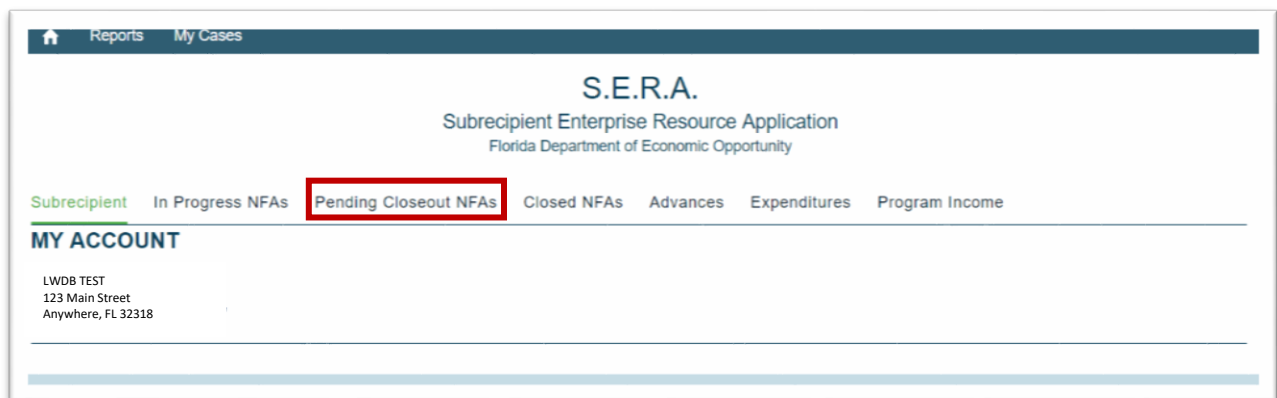 Reports My Cases
S.E.R.A.
Subrecipient Enterprise Resource Application
Florida Department of Economic Opportunity
Subrecipient In Progress NFAs Pending Closeout NFAs Closed NFAs Advances Expenditures Program Income
MY ACCOUNT
LWDB TEST
123 Main Street
Anywhere, FL 32318